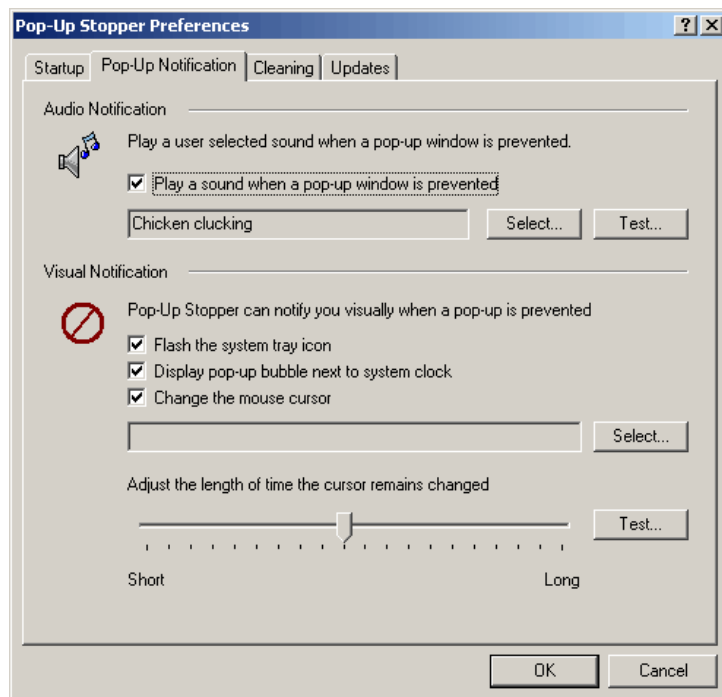 Pop-Up Stopper Preferences
Startup Pop-Up Notification Cleaning Updates
Audio Notification
Play a user selected sound when a pop-up window is prevented.
Play a sound when a pop-up window is prevented
Chicken clucking Select... Test...
Visual Notification
Pop-Up Stopper can notify you visually when a pop-up is prevented
Flash the system tray icon
Display pop-up bubble next to system clock
Change the mouse cursor
Select...
Adjust the length of time the cursor remains changed
Test...
Short Long
OK Cancel